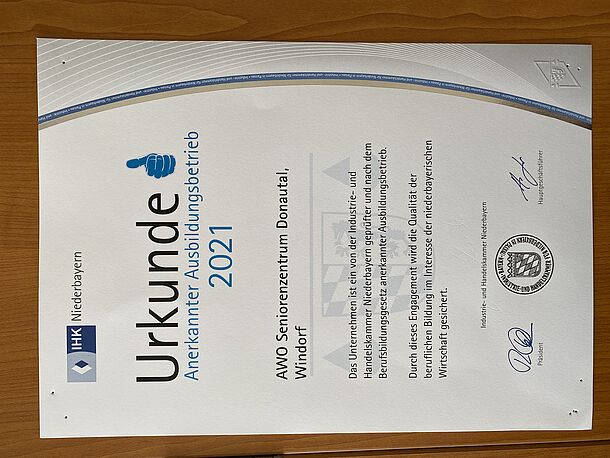 IHK Niederbayern
Urkunde
Anerkannter Ausbildungsbetrieb
2021
AWO Seniorenzentrum Donautal,
Windorf
Das Unternehmen ist ein von der Industrie- und
Handelskammer Niederbayern geprüfter und nach dem
Berufsbildungsgesetz anerkannter Ausbildungsbetrieb.
Durch dieses Engagement wird die Qualität der
beruflichen Bildung im Interesse der niederbayerischen
Wirtschaft gesichert.
Industrie- und Handelskammer Niederbayern
Präsident
Hauptgeschäftsführer